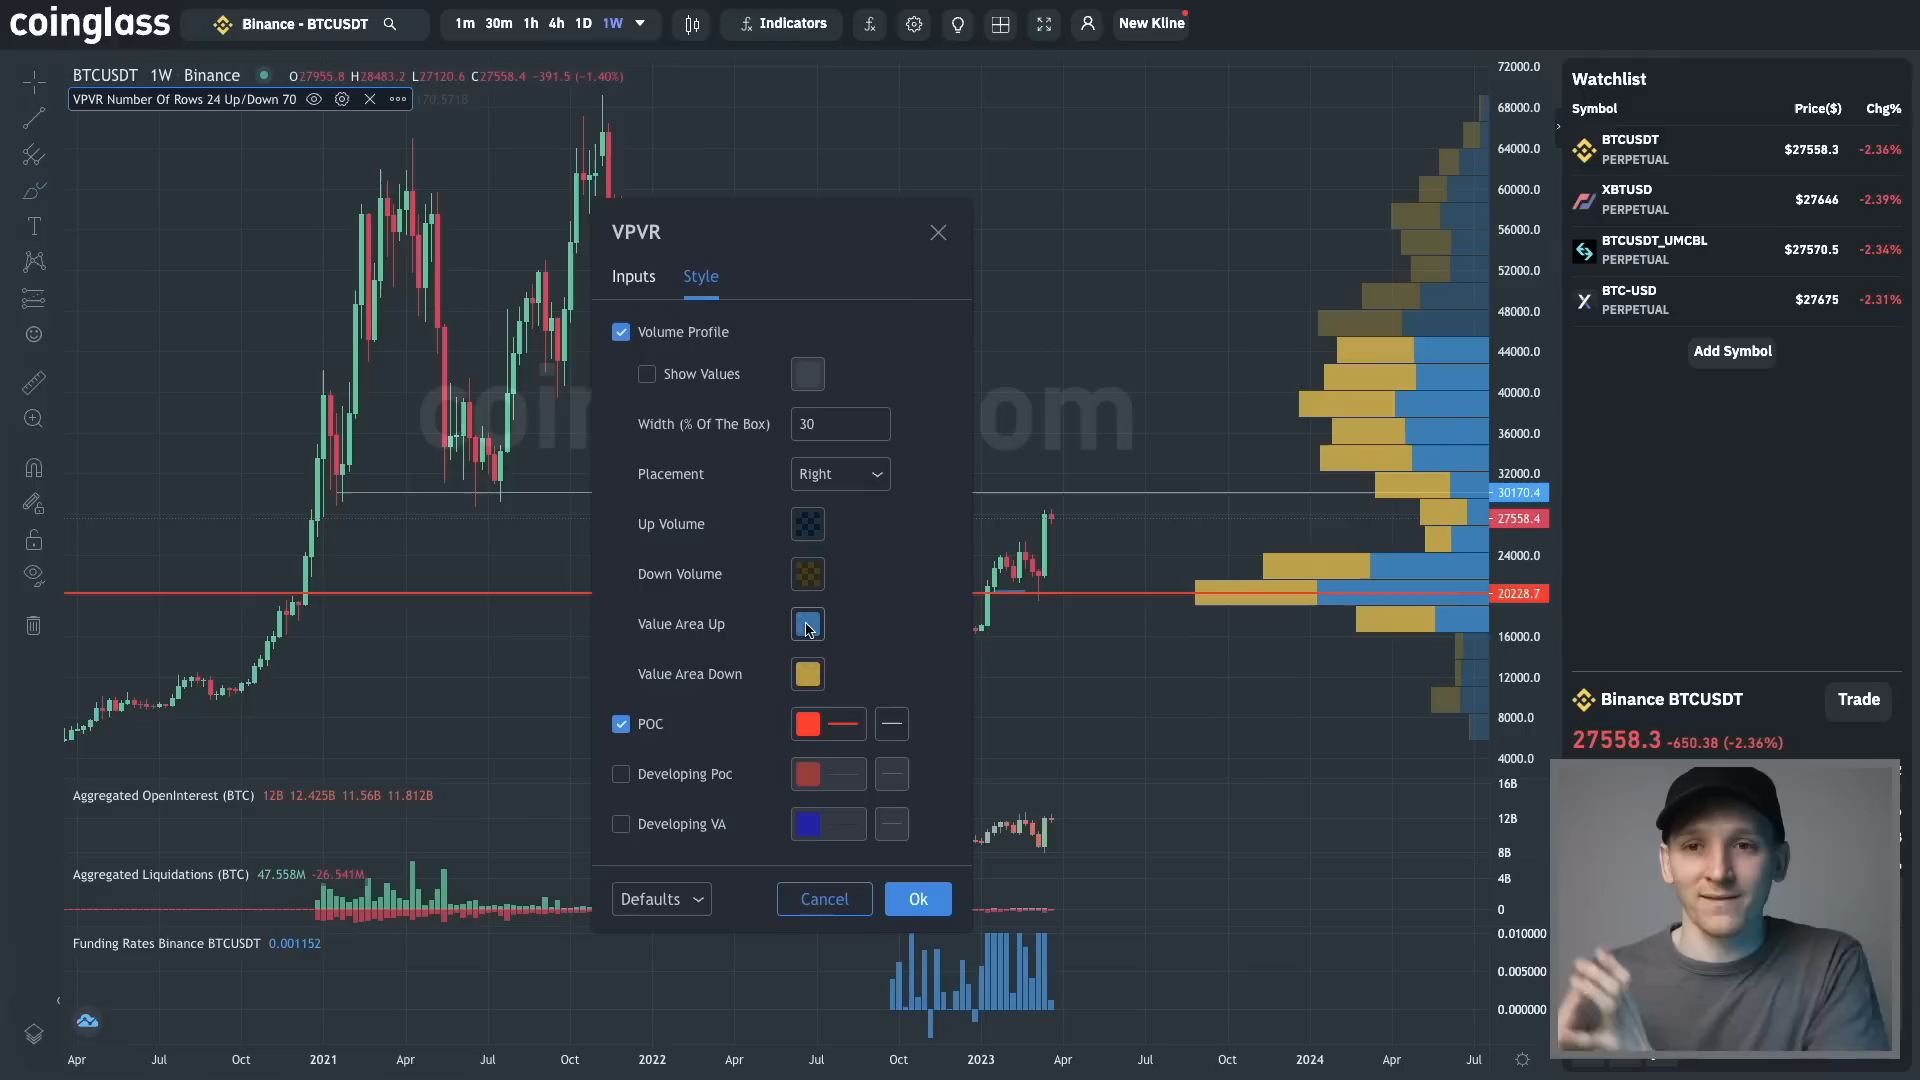 coinglass
Binance - BTCUSDT
1m 30m 1h 4h 1D 1W
Indicators
New Kline
BTCUSDT 1W Binance O27955.8 H28483.2 L27120.6 C27558.4 -391.5 (-1.40%)
VPVR Number Of Rows 24 Up/Down 70
VPVR
Inputs Style
Volume Profile
Show Values
Width (% Of The Box) 30
Placement Right
Up Volume
Down Volume
Value Area Up
Value Area Down
POC
Developing Poc
Developing VA
Defaults Cancel Ok
72000.0
68000.0
64000.0
60000.0
56000.0
52000.0
48000.0
44000.0
40000.0
36000.0
32000.0
30170.4
27558.4
24000.0
20228.7
16000.0
12000.0
8000.0
4000.0
Aggregated OpenInterest (BTC) 12B 12.425B 11.56B 11.812B
16B
12B
8B
Aggregated Liquidations (BTC) 47.558M -26.541M
4B
0
Funding Rates Binance BTCUSDT 0.001152
0.010000
0.005000
0.000000
Apr Jul Oct 2021 Apr Jul Oct 2022 Apr Jul Oct 2023 Apr Jul Oct 2024 Apr Jul
Watchlist
Symbol Price($) Chg%
BTCUSDT
PERPETUAL
$27558.3 -2.36%
XBTUSD
PERPETUAL
$27646 -2.39%
BTCUSDT_UMCBL
PERPETUAL
$27570.5 -2.34%
BTC-USD
PERPETUAL
$27675 -2.31%
Add Symbol
Binance BTCUSDT
Trade
27558.3 -650.38 (-2.36%)